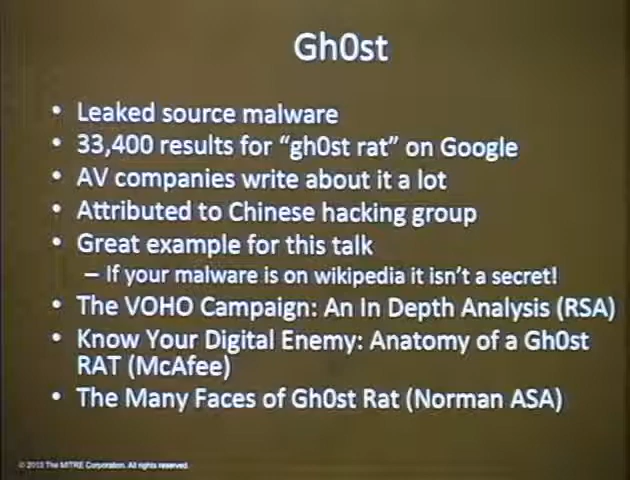 Gh0st
• Leaked source malware
• 33,400 results for “gh0st rat” on Google
• AV companies write about it a lot
• Attributed to Chinese hacking group
• Great example for this talk
– If your malware is on wikipedia it isn’t a secret!
• The VOHO Campaign: An In Depth Analysis (RSA)
• Know Your Digital Enemy: Anatomy of a Gh0st
RAT (McAfee)
• The Many Faces of Gh0st Rat (Norman ASA)
© 2013 The MITRE Corporation. All rights reserved.